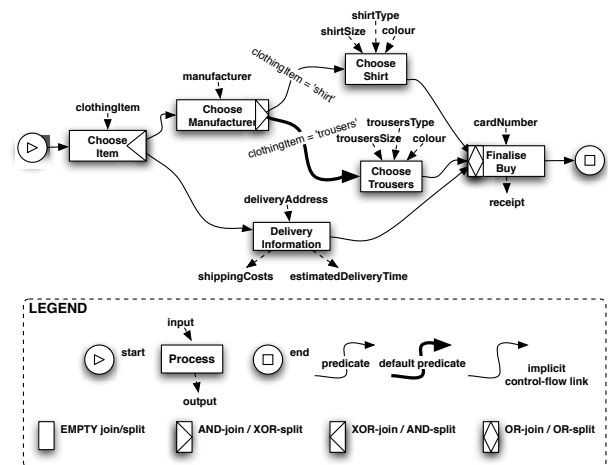 shirtType
shirtSize
colour
Choose
Shirt
clothingItem = 'shirt'
manufacturer
Choose
Manufacturer
clothingItem
Choose
Item
clothingItem = 'trousers'
trousersType
trousersSize
colour
Choose
Trousers
cardNumber
Finalise
Buy
receipt
deliveryAddress
Delivery
Information
shippingCosts
estimatedDeliveryTime
LEGEND
input
start
Process
output
end
predicate
default predicate
implicit
control-flow link
EMPTY join/split
AND-join / XOR-split
XOR-join / AND-split
OR-join / OR-split